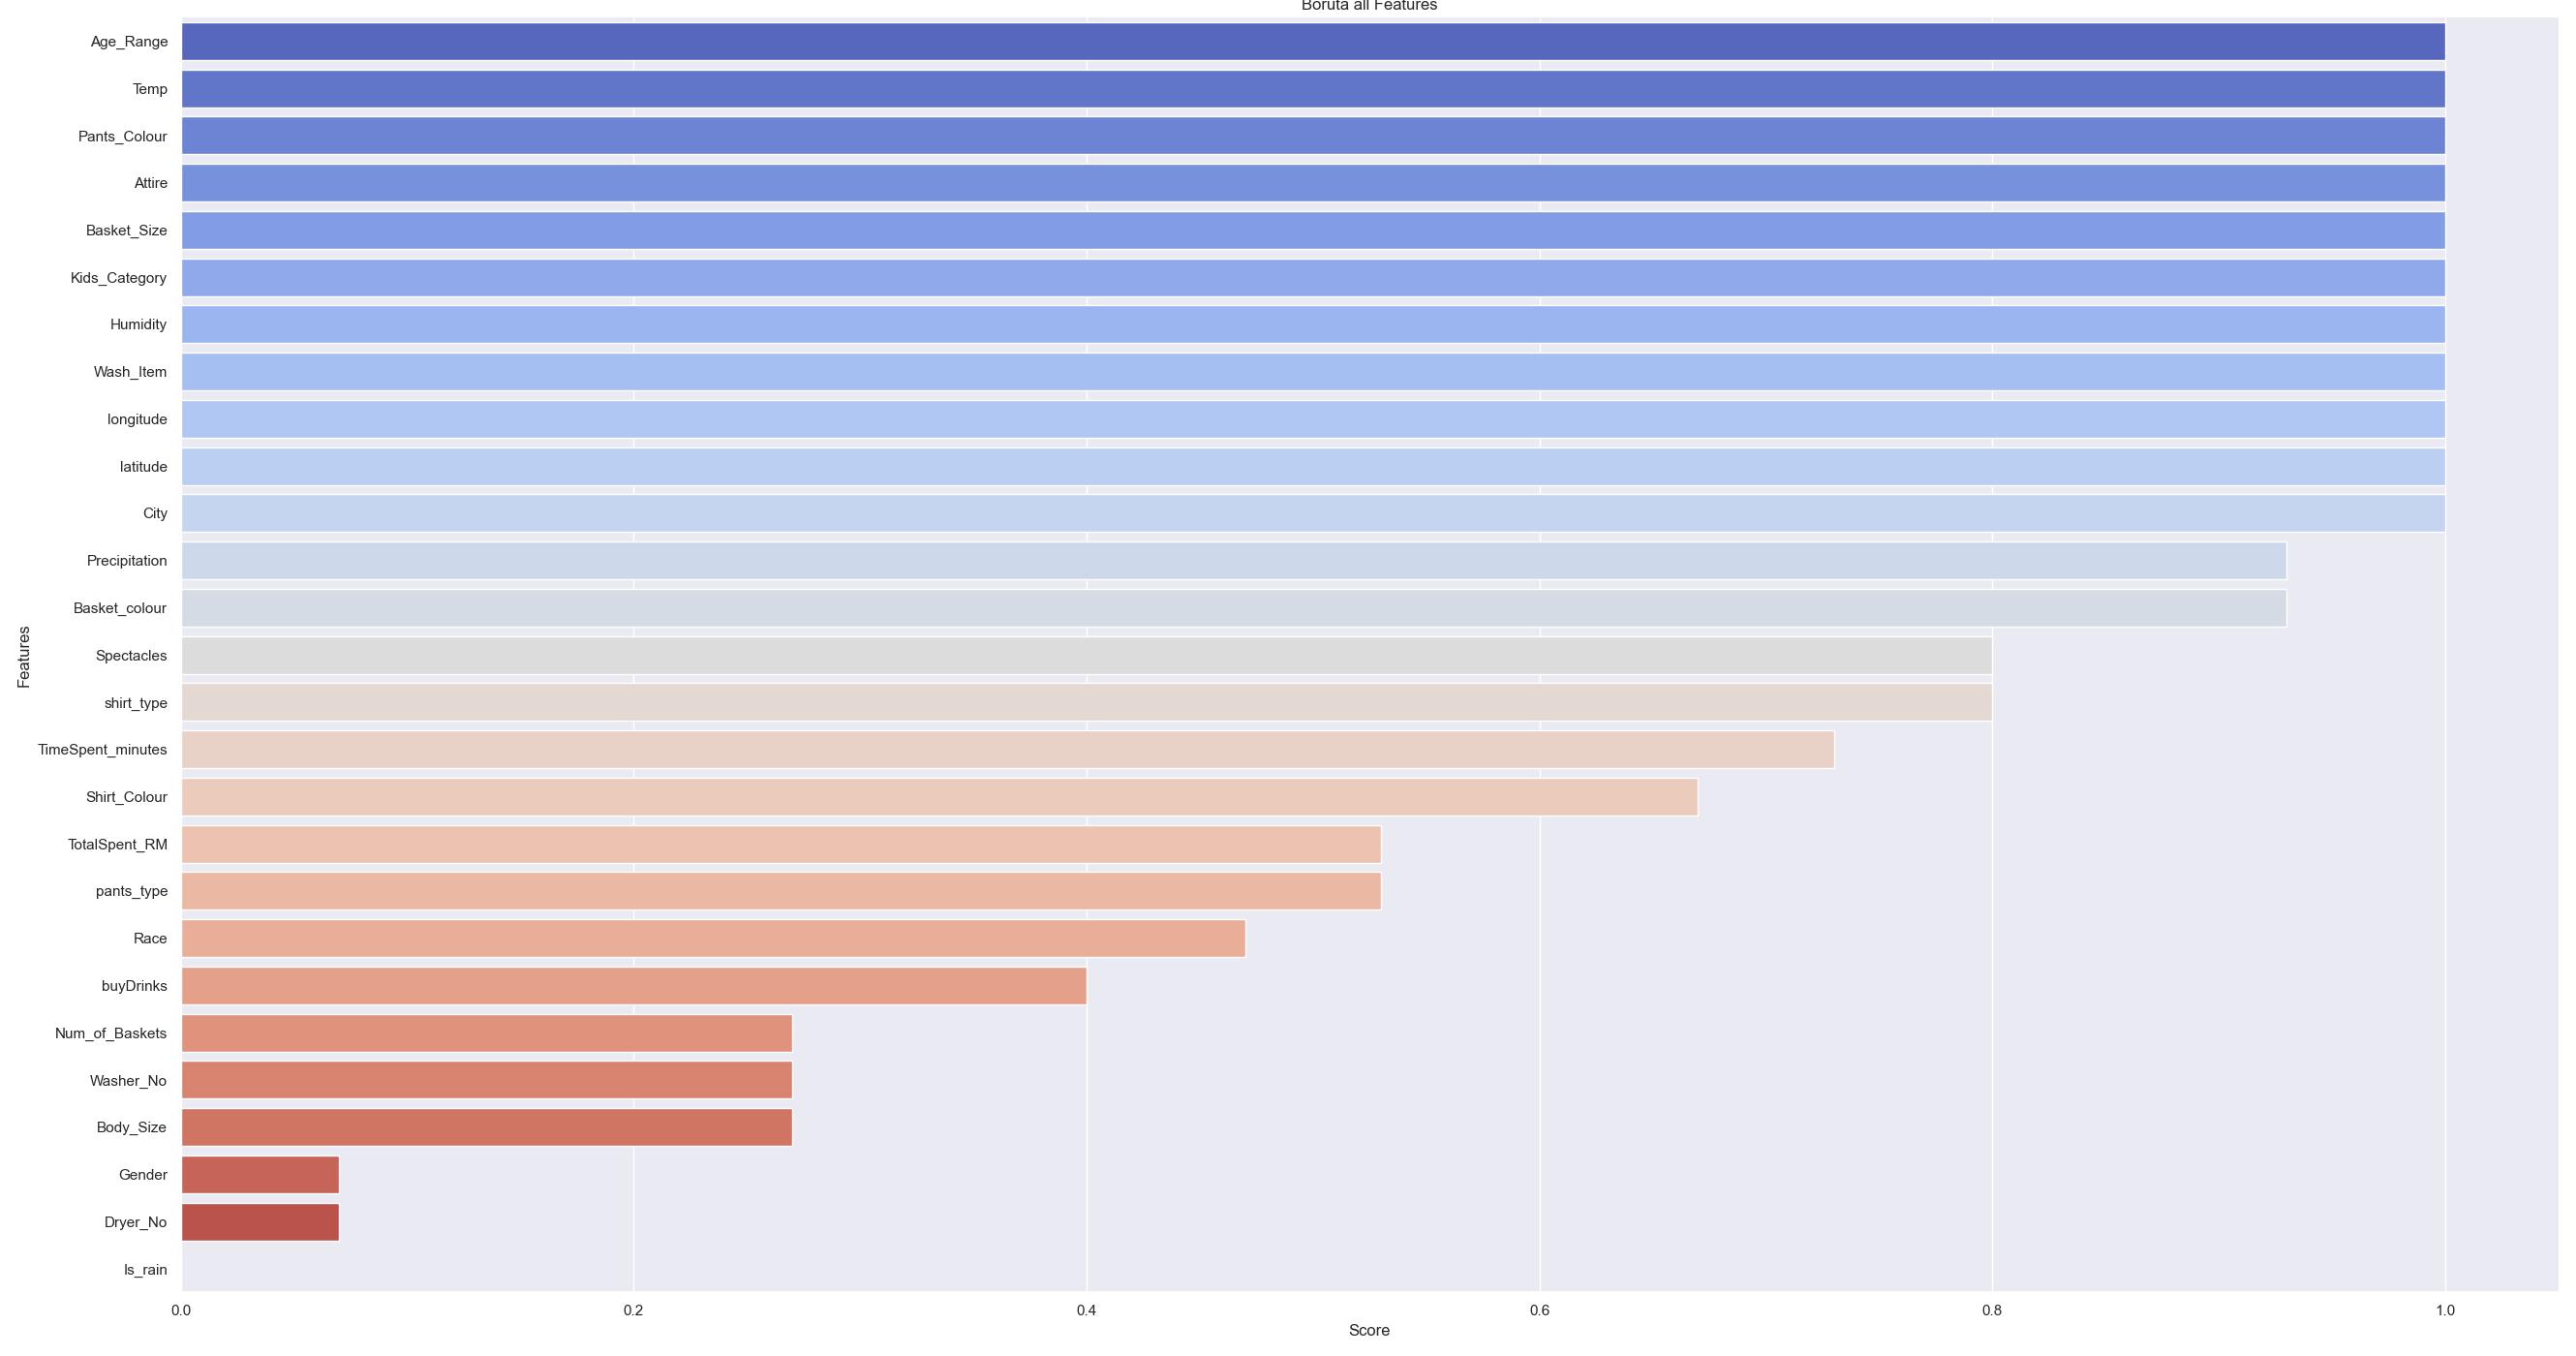 Boruta all Features
Age_Range
Temp
Pants_Colour
Attire
Basket_Size
Kids_Category
Humidity
Wash_Item
longitude
latitude
City
Precipitation
Basket_colour
Spectacles
shirt_type
TimeSpent_minutes
Shirt_Colour
TotalSpent_RM
pants_type
Race
buyDrinks
Num_of_Baskets
Washer_No
Body_Size
Gender
Dryer_No
Is_rain
Features
0.0 0.2 0.4 0.6 0.8 1.0
Score